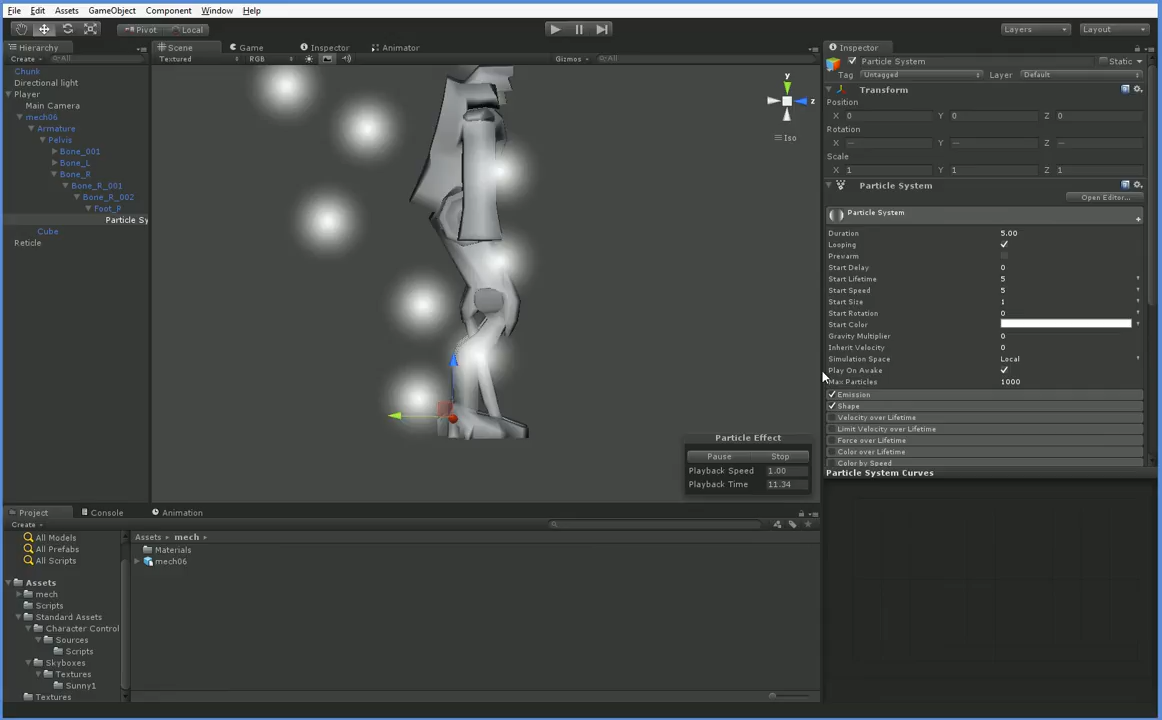 File Edit Assets GameObject Component Window Help
Pivot Local Layers Layout
Hierarchy Scene Game Inspector Animator Inspector
Create All Textured RGB Gizmos All
Chunk
Directional light
Player
Main Camera
mech06
Armature
Pelvis
Bone_001
Bone_L
Bone_R
Bone_R_001
Bone_R_002
Foot_R
Particle Sy
Cube
Reticle
y
z
Iso
Particle Effect
Pause Stop
Playback Speed 1.00
Playback Time 11.34
Particle System Static
Tag Untagged Layer Default
Transform
Position
X 0 Y 0 Z 0
Rotation
X — Y — Z —
Scale
X 1 Y 1 Z 1
Particle System
Open Editor...
Particle System
Duration 5.00
Looping
Prewarm
Start Delay 0
Start Lifetime 5
Start Speed 5
Start Size 1
Start Rotation 0
Start Color
Gravity Multiplier 0
Inherit Velocity 0
Simulation Space Local
Play On Awake
Max Particles 1000
Emission
Shape
Velocity over Lifetime
Limit Velocity over Lifetime
Force over Lifetime
Color over Lifetime
Color by Speed
Particle System Curves
Project Console Animation
Create
All Models
All Prefabs
All Scripts
Assets
mech
Scripts
Standard Assets
Character Control
Sources
Scripts
Skyboxes
Textures
Sunny1
Textures
Assets mech
Materials
mech06